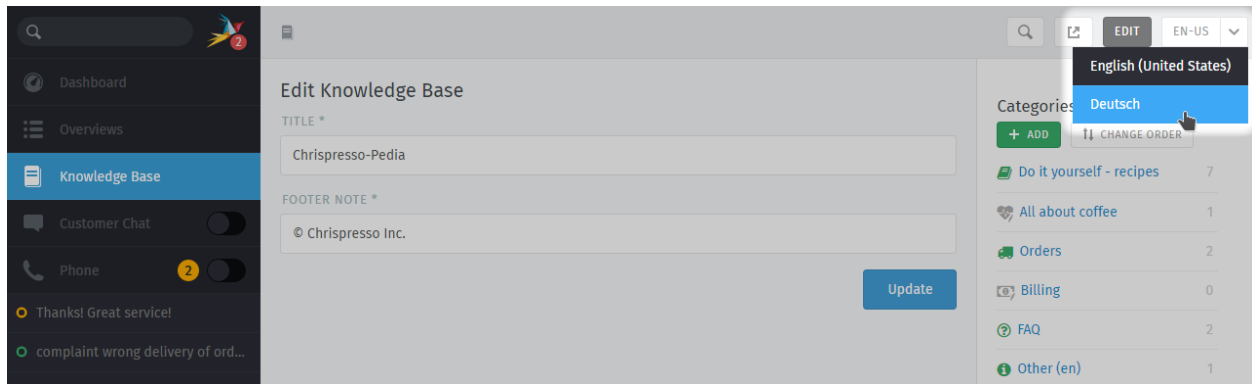 2
Dashboard
Overviews
Knowledge Base
Customer Chat
Phone 2
Thanks! Great service!
complaint wrong delivery of ord...
EDIT EN-US
English (United States)
Deutsch
Edit Knowledge Base
TITLE *
Chrispresso-Pedia
FOOTER NOTE *
© Chrispresso Inc.
Update
Categories
+ ADD CHANGE ORDER
Do it yourself - recipes 7
All about coffee 1
Orders 2
Billing 0
FAQ 2
Other (en) 1